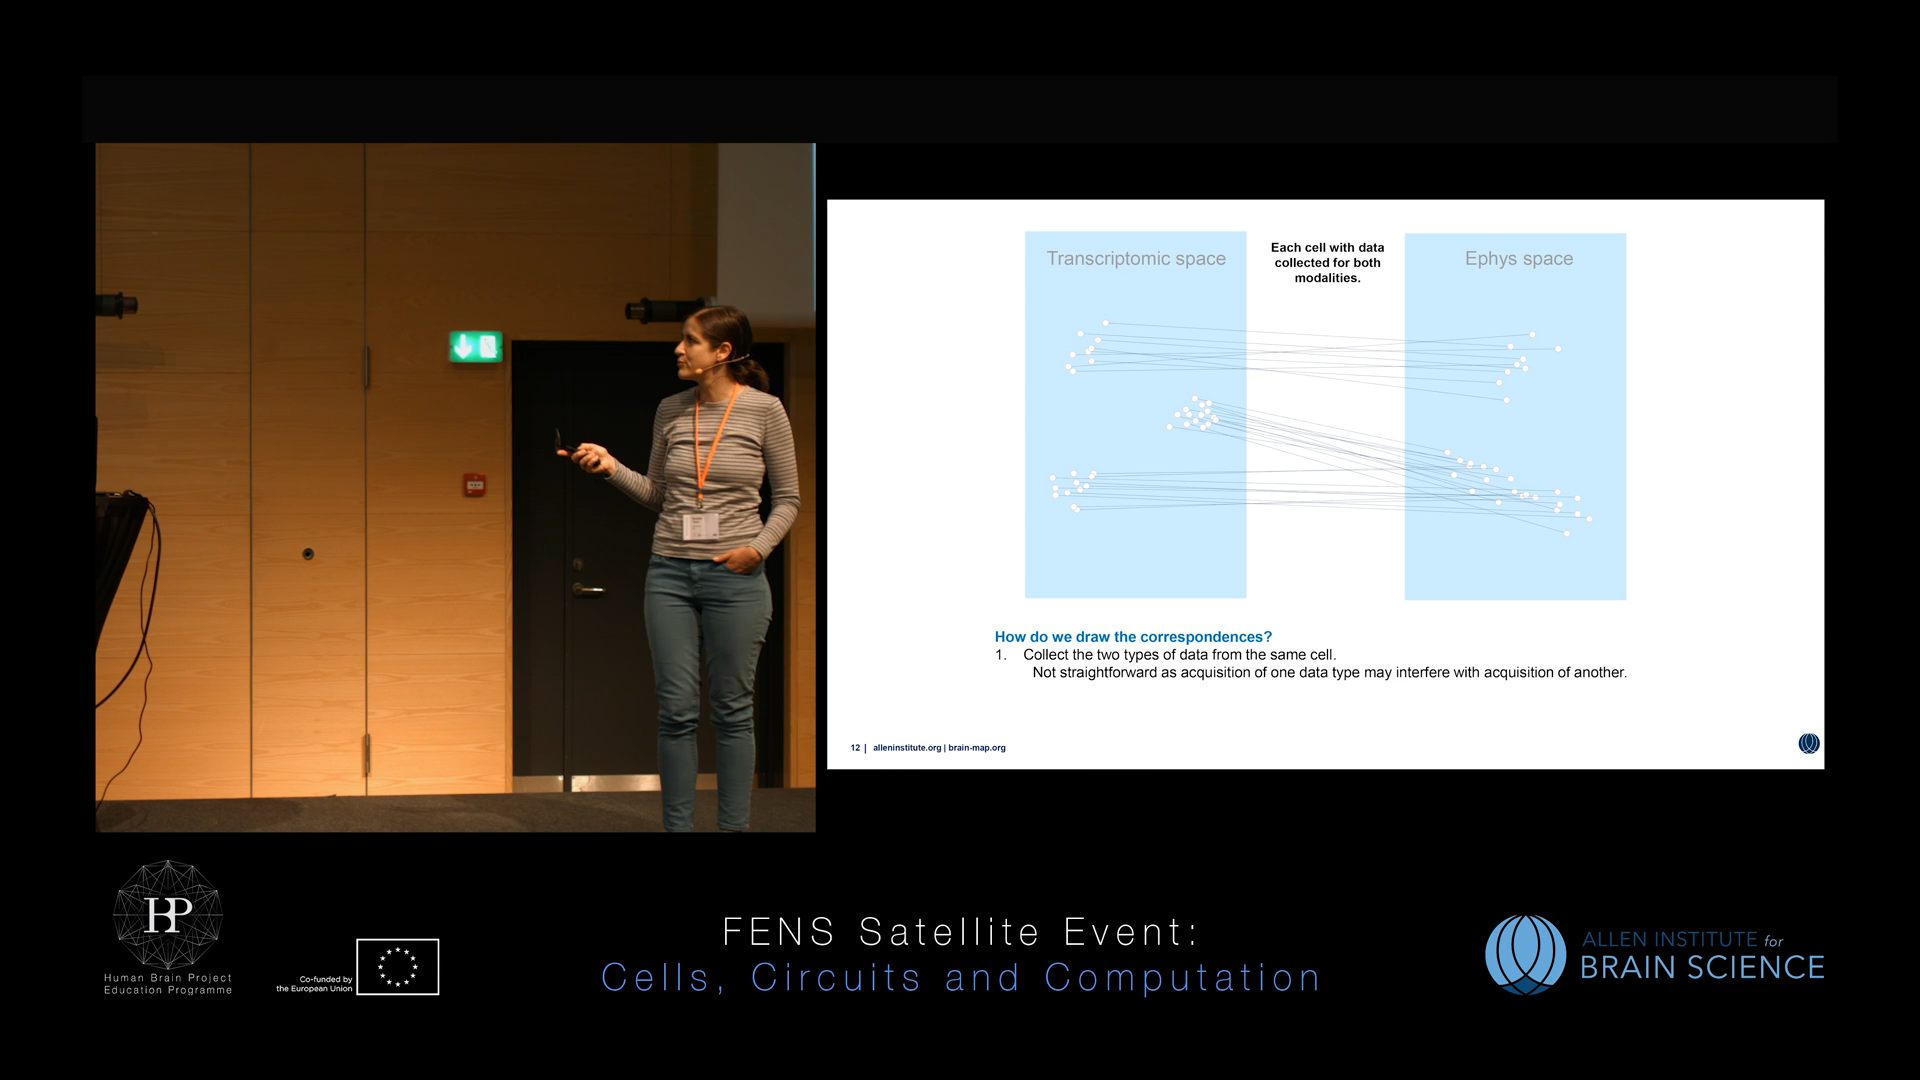 Transcriptomic space
Each cell with data
collected for both
modalities.
Ephys space
How do we draw the correspondences?
1. Collect the two types of data from the same cell.
Not straightforward as acquisition of one data type may interfere with acquisition of another.
12 | alleninstitute.org | brain-map.org
HBP
Human Brain Project
Education Programme
Co-funded by
the European Union
FENS Satellite Event:
Cells, Circuits and Computation
ALLEN INSTITUTE for
BRAIN SCIENCE